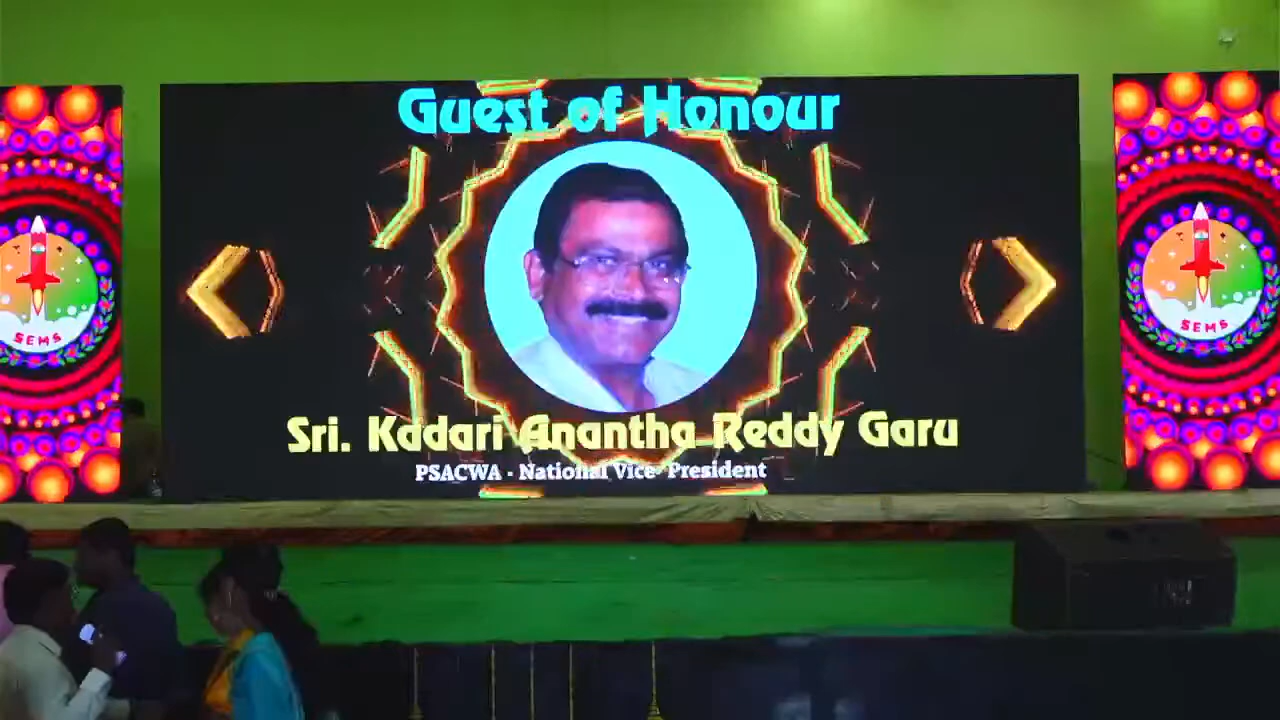 Guest of Honour
Sri. Kadari Anantha Reddy Garu
PSACWA - National Vice- President
SEMS
SEMS